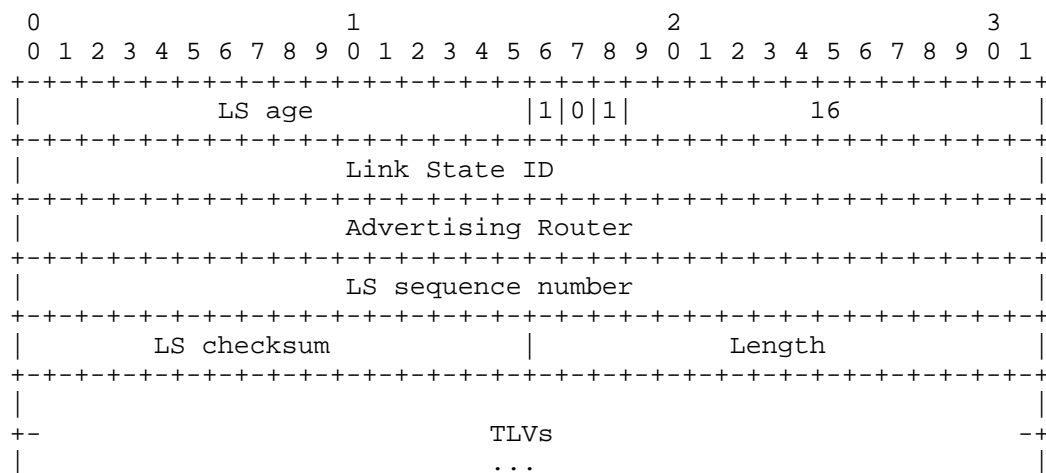 0                   1                   2                   3
0 1 2 3 4 5 6 7 8 9 0 1 2 3 4 5 6 7 8 9 0 1 2 3 4 5 6 7 8 9 0 1
+-+-+-+-+-+-+-+-+-+-+-+-+-+-+-+-+-+-+-+-+-+-+-+-+-+-+-+-+-+-+-+-+
|            LS age             |1|0|1|           16            |
+-+-+-+-+-+-+-+-+-+-+-+-+-+-+-+-+-+-+-+-+-+-+-+-+-+-+-+-+-+-+-+-+
|                    Link State ID                              |
+-+-+-+-+-+-+-+-+-+-+-+-+-+-+-+-+-+-+-+-+-+-+-+-+-+-+-+-+-+-+-+-+
|                    Advertising Router                         |
+-+-+-+-+-+-+-+-+-+-+-+-+-+-+-+-+-+-+-+-+-+-+-+-+-+-+-+-+-+-+-+-+
|                    LS sequence number                         |
+-+-+-+-+-+-+-+-+-+-+-+-+-+-+-+-+-+-+-+-+-+-+-+-+-+-+-+-+-+-+-+-+
|        LS checksum            |            Length             |
+-+-+-+-+-+-+-+-+-+-+-+-+-+-+-+-+-+-+-+-+-+-+-+-+-+-+-+-+-+-+-+-+
|                                                               |
+-                            TLVs                             -+
|                             ...                               |